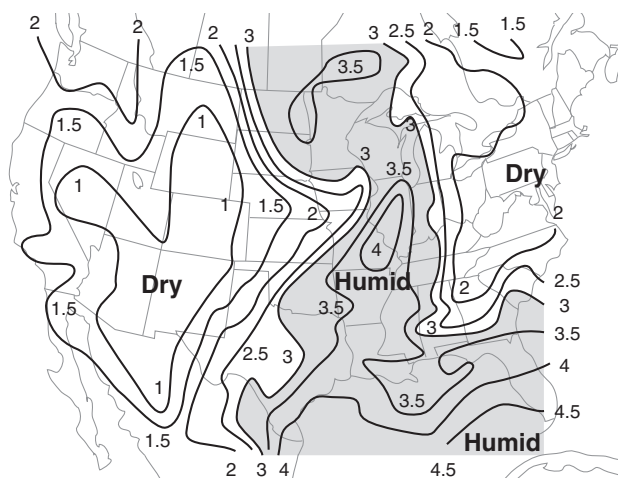 2 2 2 3 3 2.5 2 1.5 1.5
1.5 3.5
1.5 1 3
3 3.5 Dry
1 1 1.5 2 2
4
Dry Humid 2 2.5
1.5 3.5 3 3
3.5
2.5 3 4
1 3.5
4.5
1.5 Humid
2 3 4 4.5